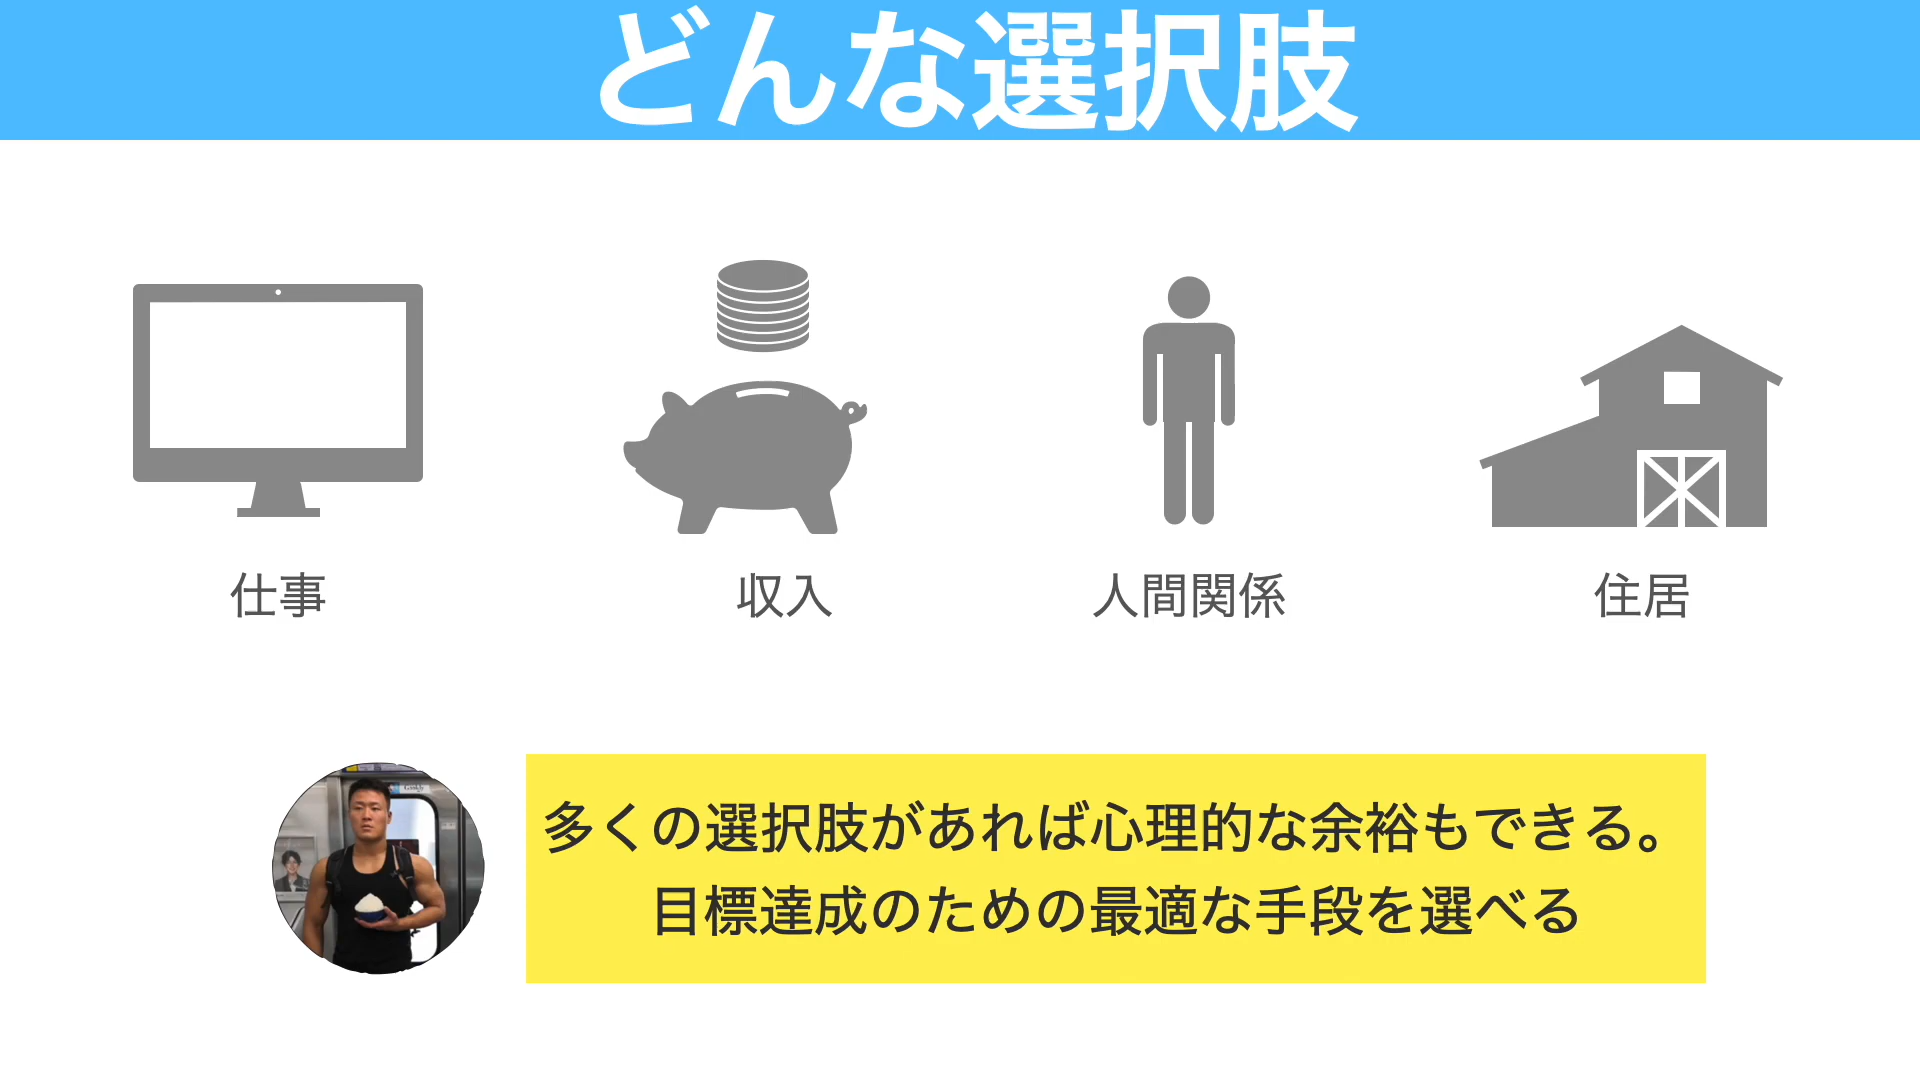 どんな選択肢
仕事
収入
人間関係
住居
多くの選択肢があれば心理的な余裕もできる。
目標達成のための最適な手段を選べる